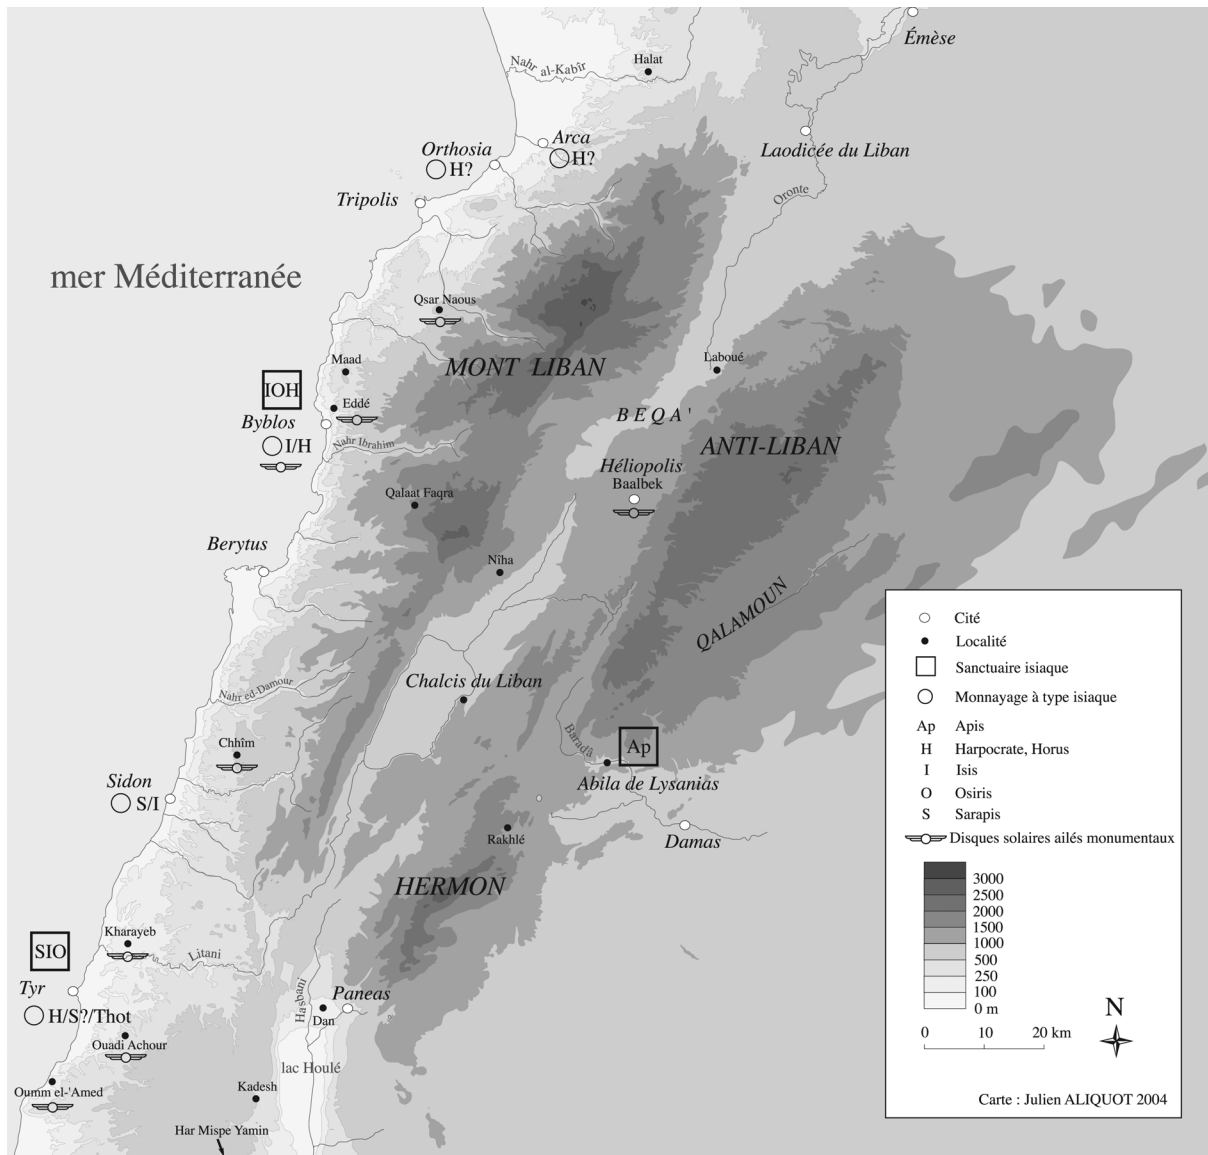 Émèse
Halat
Nahr al-Kabîr
Arca
H?
Orthosia
H?
Laodicée du Liban
Tripolis
Oronte
mer Méditerranée
Qsar Naous
Maad
MONT LIBAN
Laboué
IOH
Eddé
BEQA'
Byblos
I/H
Nahr Ibrahim
ANTI-LIBAN
Héliopolis
Baalbek
Qalaat Faqra
Berytus
Nîha
QALAMOUN
Nahr ed-Damour
Chalcis du Liban
Chhîm
Baradâ
Ap
Abila de Lysanias
Sidon
S/I
Rakhlé
Damas
HERMON
Kharayeb
SIO
Litani
Tyr
H/S?/Thot
Hasbani
Paneas
Dan
Ouadi Achour
lac Houlé
Oumm el-'Amed
Kadesh
Har Mispe Yamin
Cité
Localité
Sanctuaire isiaque
Monnayage à type isiaque
Ap Apis
H Harpocrate, Horus
I Isis
O Osiris
S Sarapis
Disques solaires ailés monumentaux
3000
2500
2000
1500
1000
500
250
100
0 m
N
0 10 20 km
Carte : Julien ALIQUOT 2004